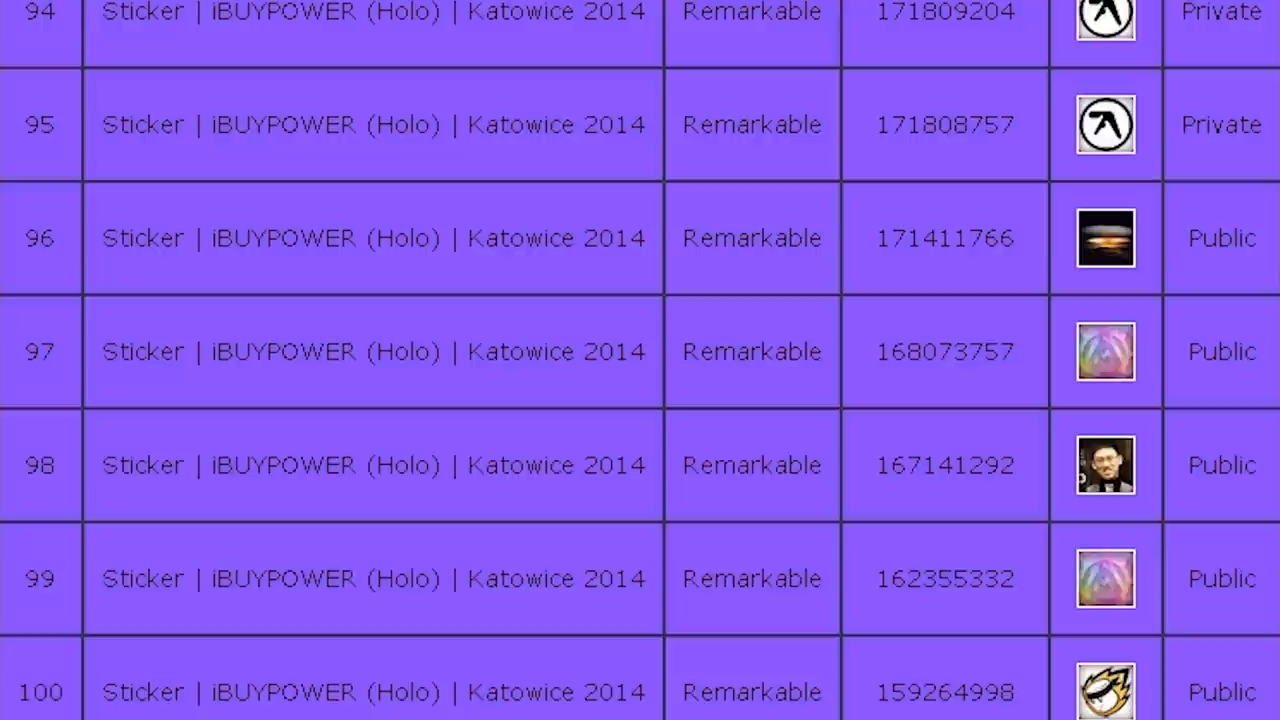 94 Sticker | iBUYPOWER (Holo) | Katowice 2014 Remarkable 171809204 Private
95 Sticker | iBUYPOWER (Holo) | Katowice 2014 Remarkable 171808757 Private
96 Sticker | iBUYPOWER (Holo) | Katowice 2014 Remarkable 171411766 Public
97 Sticker | iBUYPOWER (Holo) | Katowice 2014 Remarkable 168073757 Public
98 Sticker | iBUYPOWER (Holo) | Katowice 2014 Remarkable 167141292 Public
99 Sticker | iBUYPOWER (Holo) | Katowice 2014 Remarkable 162355332 Public
100 Sticker | iBUYPOWER (Holo) | Katowice 2014 Remarkable 159264998 Public